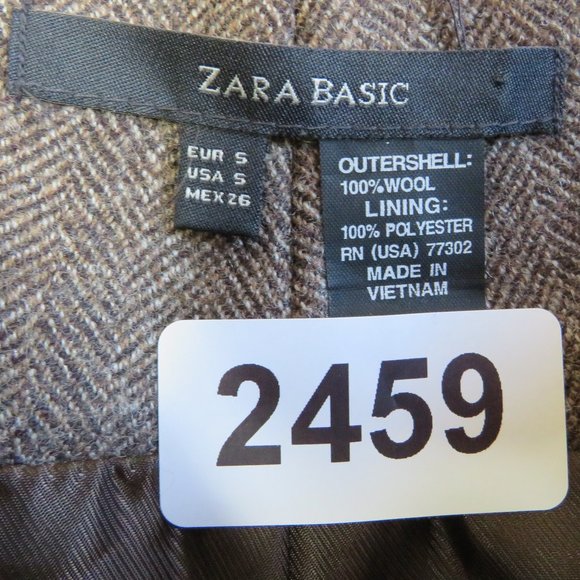 ZARA BASIC
EUR S
USA S
MEX 26
OUTERSHELL:
100%WOOL
LINING:
100% POLYESTER
RN (USA) 77302
MADE IN
VIETNAM
2459